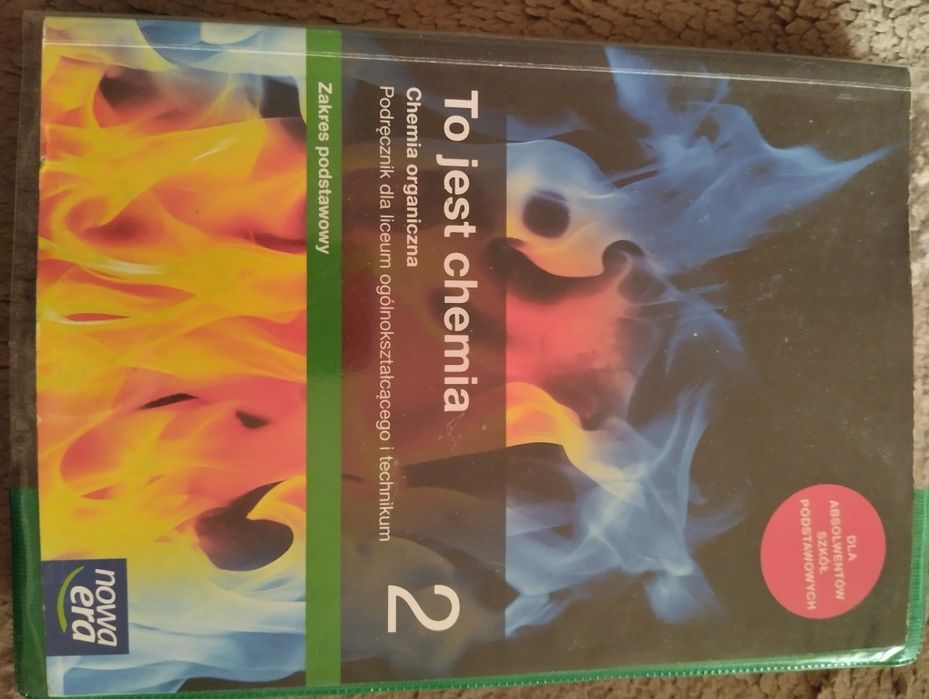 DLA
ABSOLWENTÓW
SZKÓŁ
PODSTAWOWYCH
To jest chemia 2
Chemia organiczna
Podręcznik dla liceum ogólnokształcącego i technikum
Zakres podstawowy
nowa
era